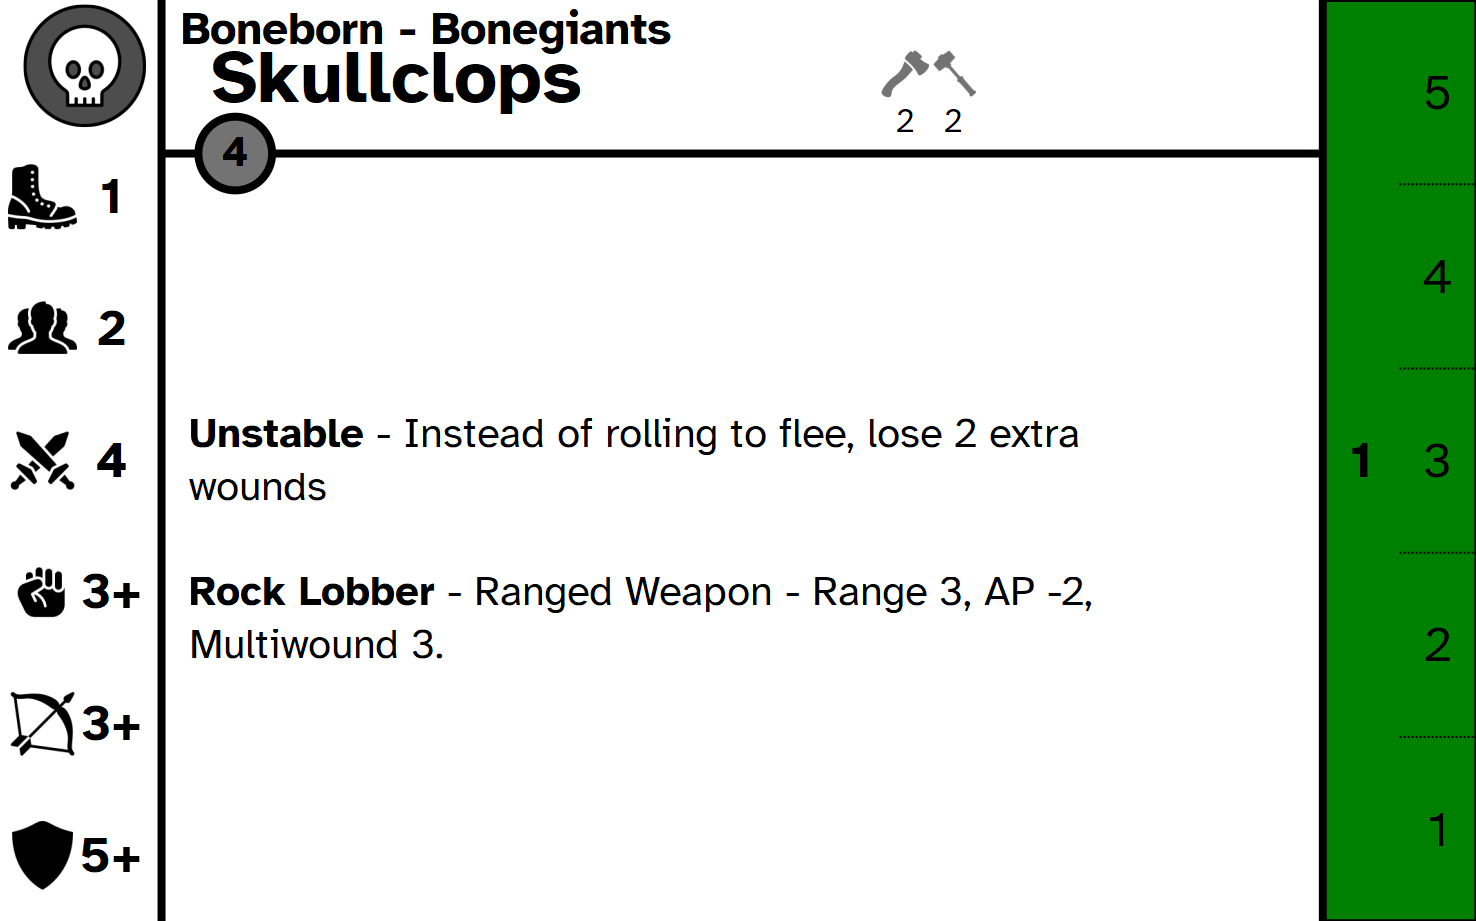 Boneborn - Bonegiants
Skullclops
2 2
4
1
2
4
3+
3+
5+
Unstable - Instead of rolling to flee, lose 2 extra
wounds
Rock Lobber - Ranged Weapon - Range 3, AP -2,
Multiwound 3.
5
4
1 3
2
1